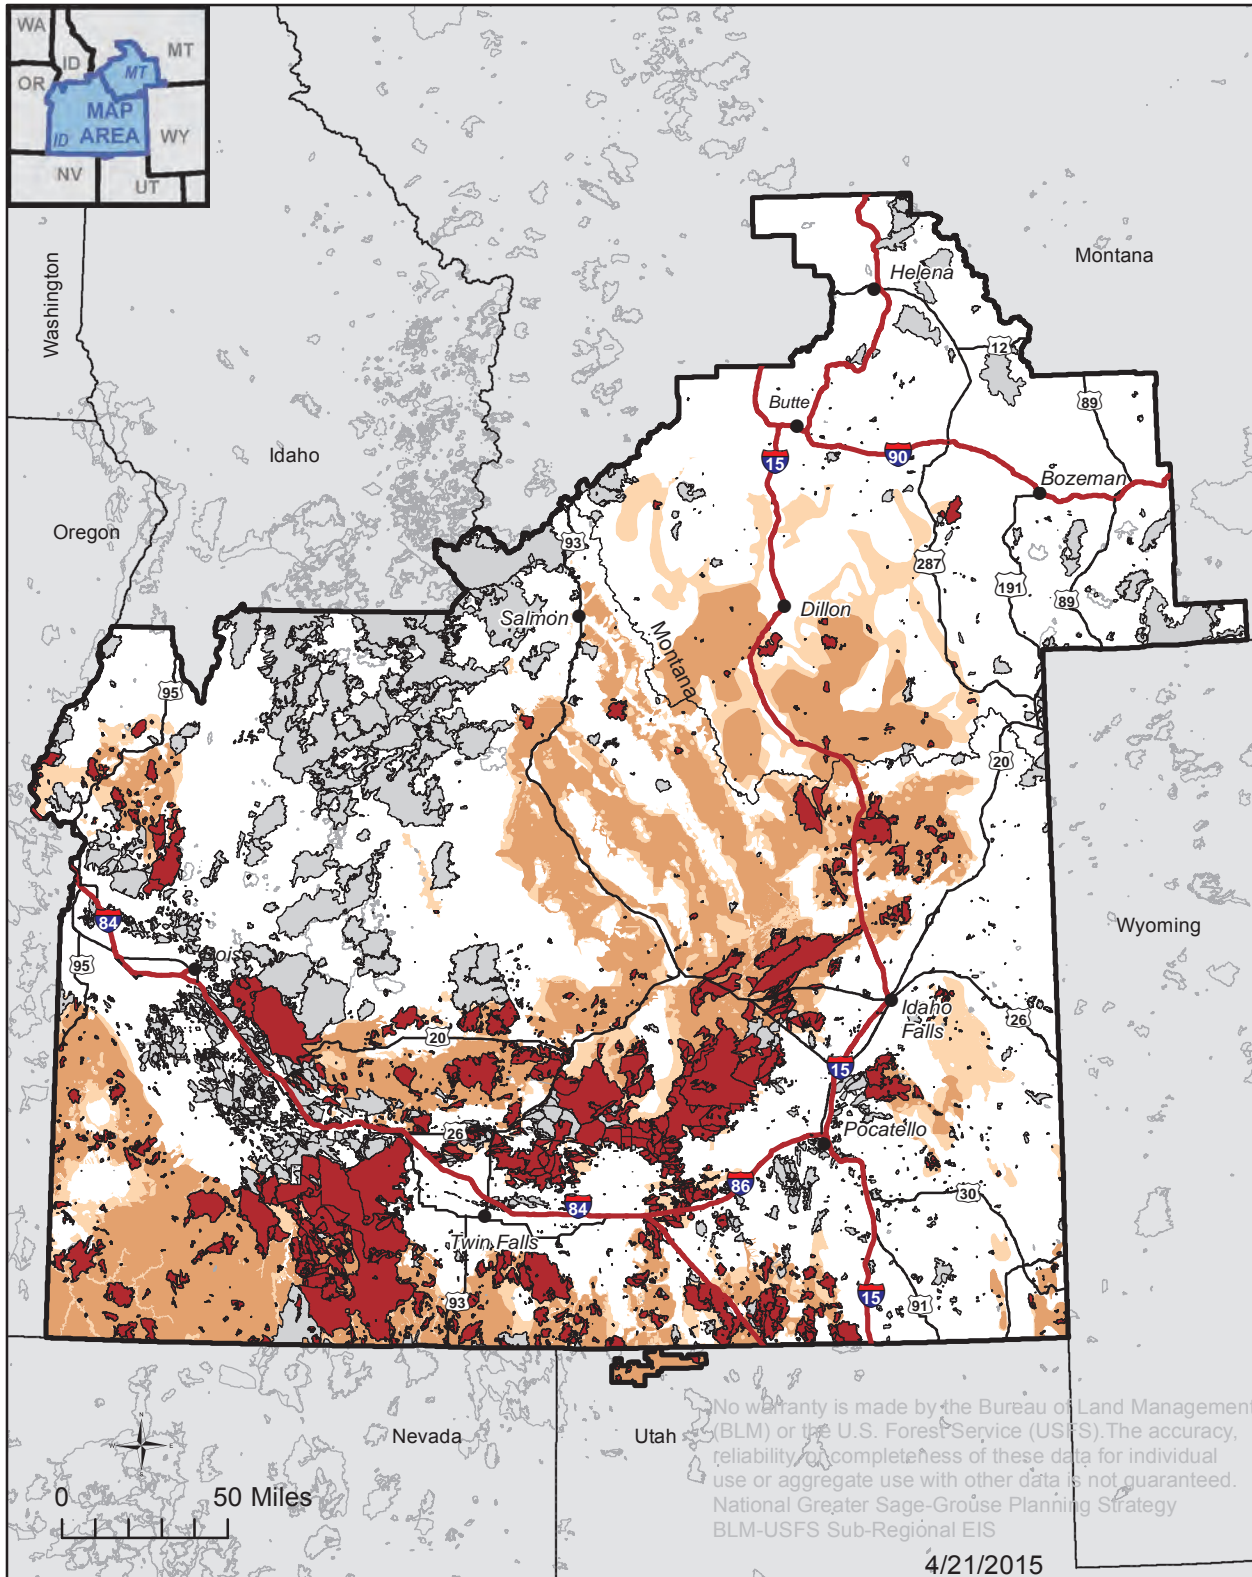 WA
ID
MT
MT
OR
MAP
AREA
ID
WY
NV
UT
Washington
Montana
Helena
12
Butte
89
Idaho
15
90
Bozeman
Oregon
93
287
191
89
Salmon
Dillon
Montana
95
20
84
Boise
95
Wyoming
Idaho
Falls
26
20
15
26
Pocatello
86
30
84
Twin Falls
93
15
91
Nevada
Utah
N
W
E
S
0
50 Miles
No warranty is made by the Bureau of Land Management
(BLM) or the U.S. Forest Service (USFS). The accuracy,
reliability, or completeness of these data for individual
use or aggregate use with other data is not guaranteed.
National Greater Sage-Grouse Planning Strategy
BLM-USFS Sub-Regional EIS
4/21/2015